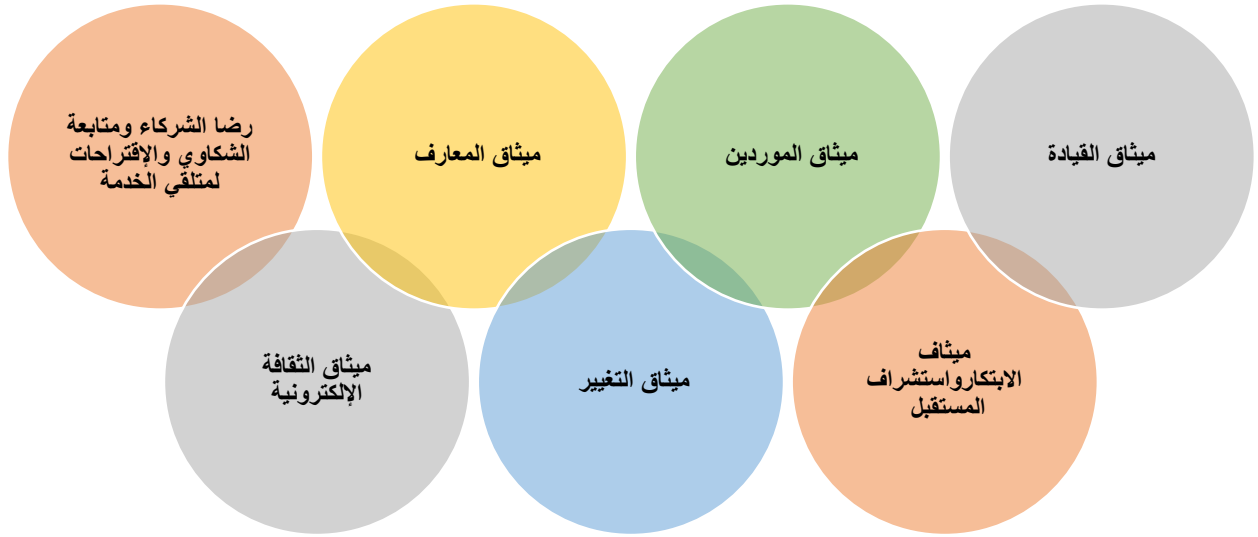 ميثاق القيادة
ميثاق الموردين
ميثاق المعارف
رضا الشركاء ومتابعة
الشكاوي والإقتراحات
لمتلقي الخدمة
ميثاف
الابتكارواستشراف
المستقبل
ميثاق التغيير
ميثاق الثقافة
الإلكترونية